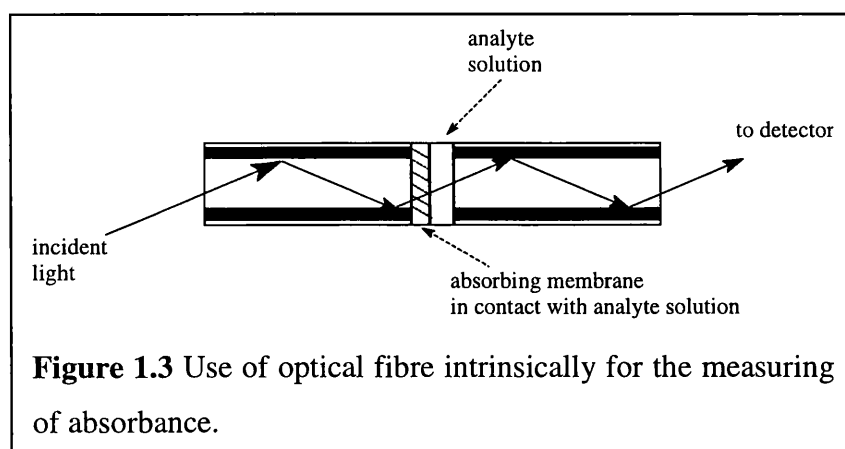 analyte
solution
to detector
incident
light
absorbing membrane
in contact with analyte solution
Figure 1.3 Use of optical fibre intrinsically for the measuring
of absorbance.